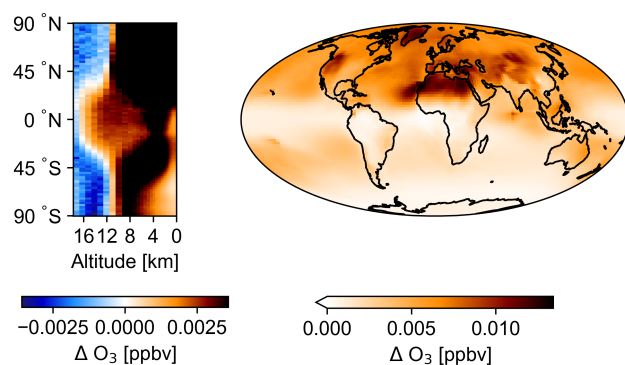 90 °N
45 °N
0 °N
45 °S
90 °S
16 12 8 4 0
Altitude [km]
−0.0025 0.0000 0.0025
Δ O₃ [ppbv]
0.000 0.005 0.010
Δ O₃ [ppbv]